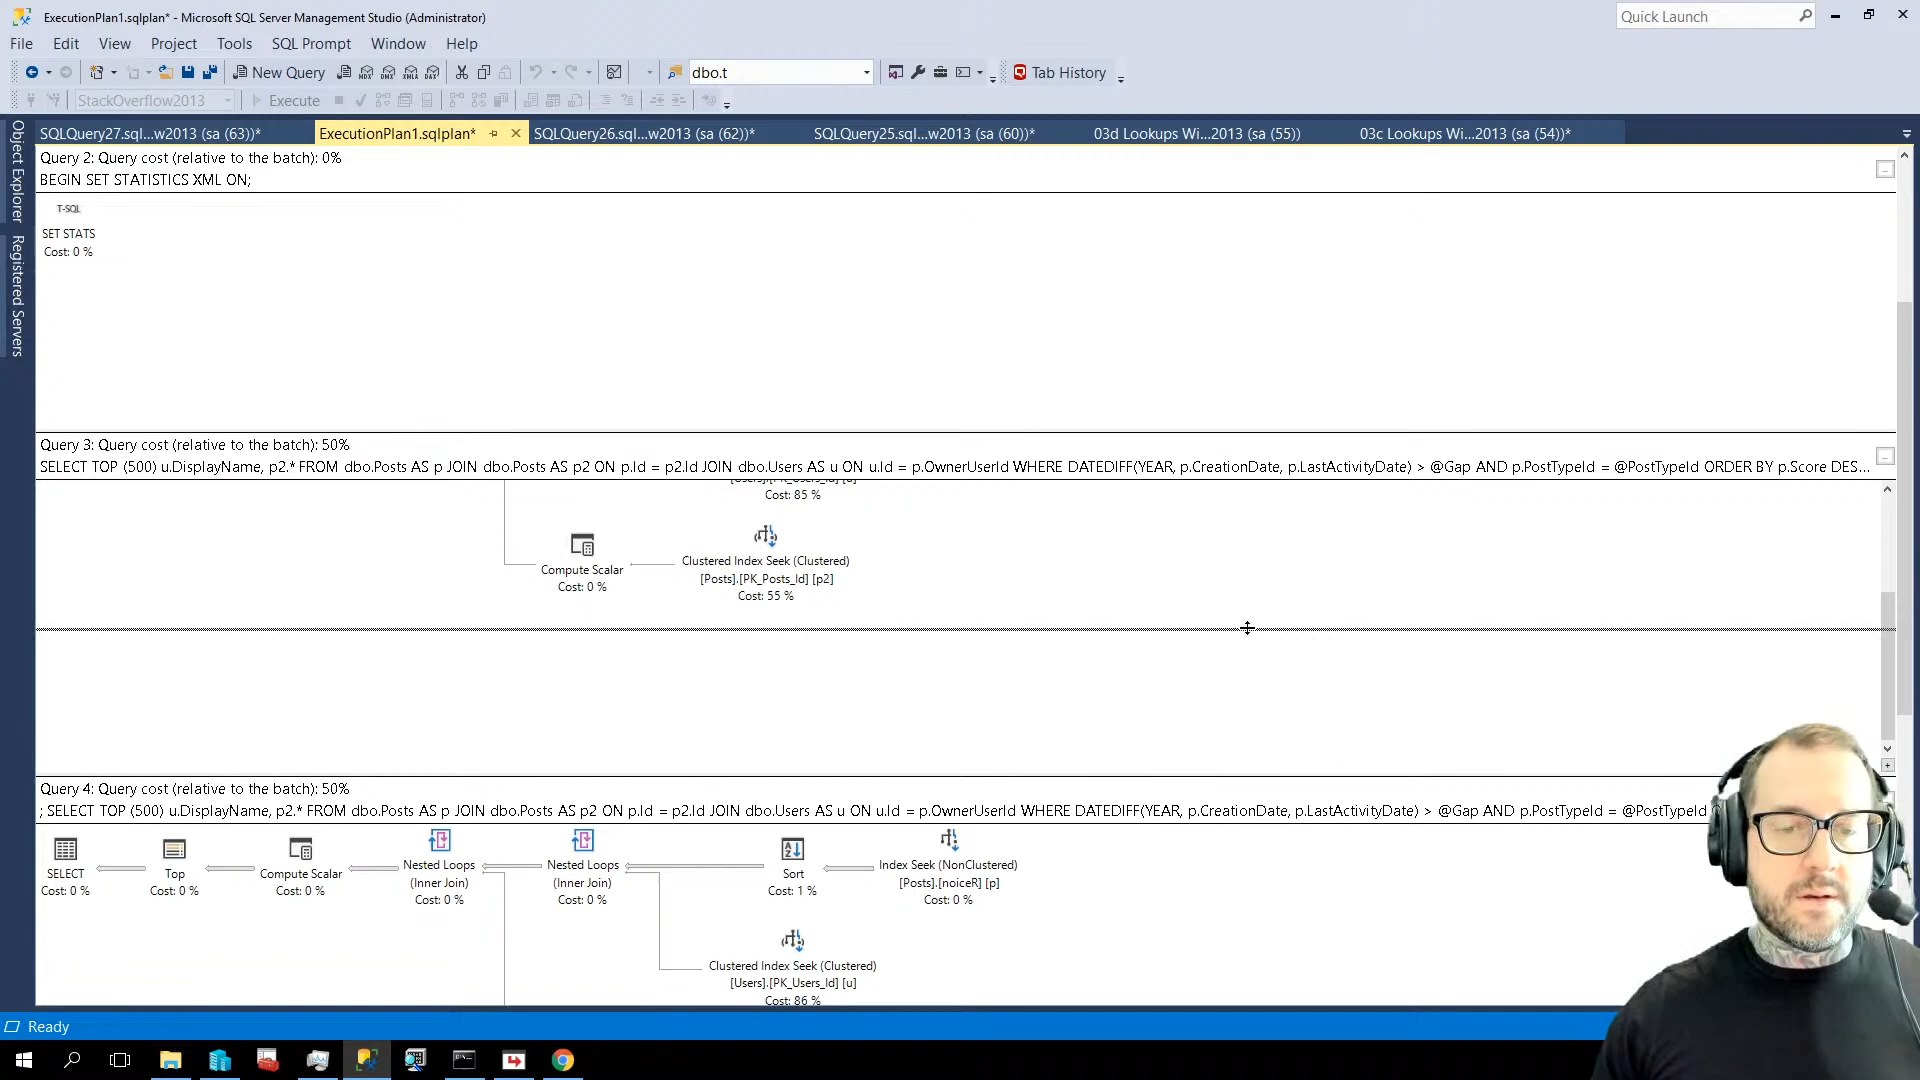 ExecutionPlan1.sqlplan* - Microsoft SQL Server Management Studio (Administrator)
Quick Launch
File Edit View Project Tools SQL Prompt Window Help
New Query
MDX DMX XMLA DAX
dbo.t
Tab History
StackOverflow2013
Execute
SQLQuery27.sql...w2013 (sa (63))*
ExecutionPlan1.sqlplan*
SQLQuery26.sql...w2013 (sa (62))*
SQLQuery25.sql...w2013 (sa (60))*
03d Lookups Wi...2013 (sa (55))
03c Lookups Wi...2013 (sa (54))*
Object Explorer
Registered Servers
Query 2: Query cost (relative to the batch): 0%
BEGIN SET STATISTICS XML ON;
T-SQL
SET STATS
Cost: 0 %
Query 3: Query cost (relative to the batch): 50%
SELECT TOP (500) u.DisplayName, p2.* FROM dbo.Posts AS p JOIN dbo.Posts AS p2 ON p.Id = p2.Id JOIN dbo.Users AS u ON u.Id = p.OwnerUserId WHERE DATEDIFF(YEAR, p.CreationDate, p.LastActivityDate) > @Gap AND p.PostTypeId = @PostTypeId ORDER BY p.Score DES...
[Users].[PK_Users_Id] [u]
Cost: 85 %
Compute Scalar
Cost: 0 %
Clustered Index Seek (Clustered)
[Posts].[PK_Posts_Id] [p2]
Cost: 55 %
Query 4: Query cost (relative to the batch): 50%
; SELECT TOP (500) u.DisplayName, p2.* FROM dbo.Posts AS p JOIN dbo.Posts AS p2 ON p.Id = p2.Id JOIN dbo.Users AS u ON u.Id = p.OwnerUserId WHERE DATEDIFF(YEAR, p.CreationDate, p.LastActivityDate) > @Gap AND p.PostTypeId = @PostTypeId
SELECT
Cost: 0 %
Top
Cost: 0 %
Compute Scalar
Cost: 0 %
Nested Loops
(Inner Join)
Cost: 0 %
Nested Loops
(Inner Join)
Cost: 0 %
Sort
Cost: 1 %
Index Seek (NonClustered)
[Posts].[noiceR] [p]
Cost: 0 %
Clustered Index Seek (Clustered)
[Users].[PK_Users_Id] [u]
Cost: 86 %
Ready